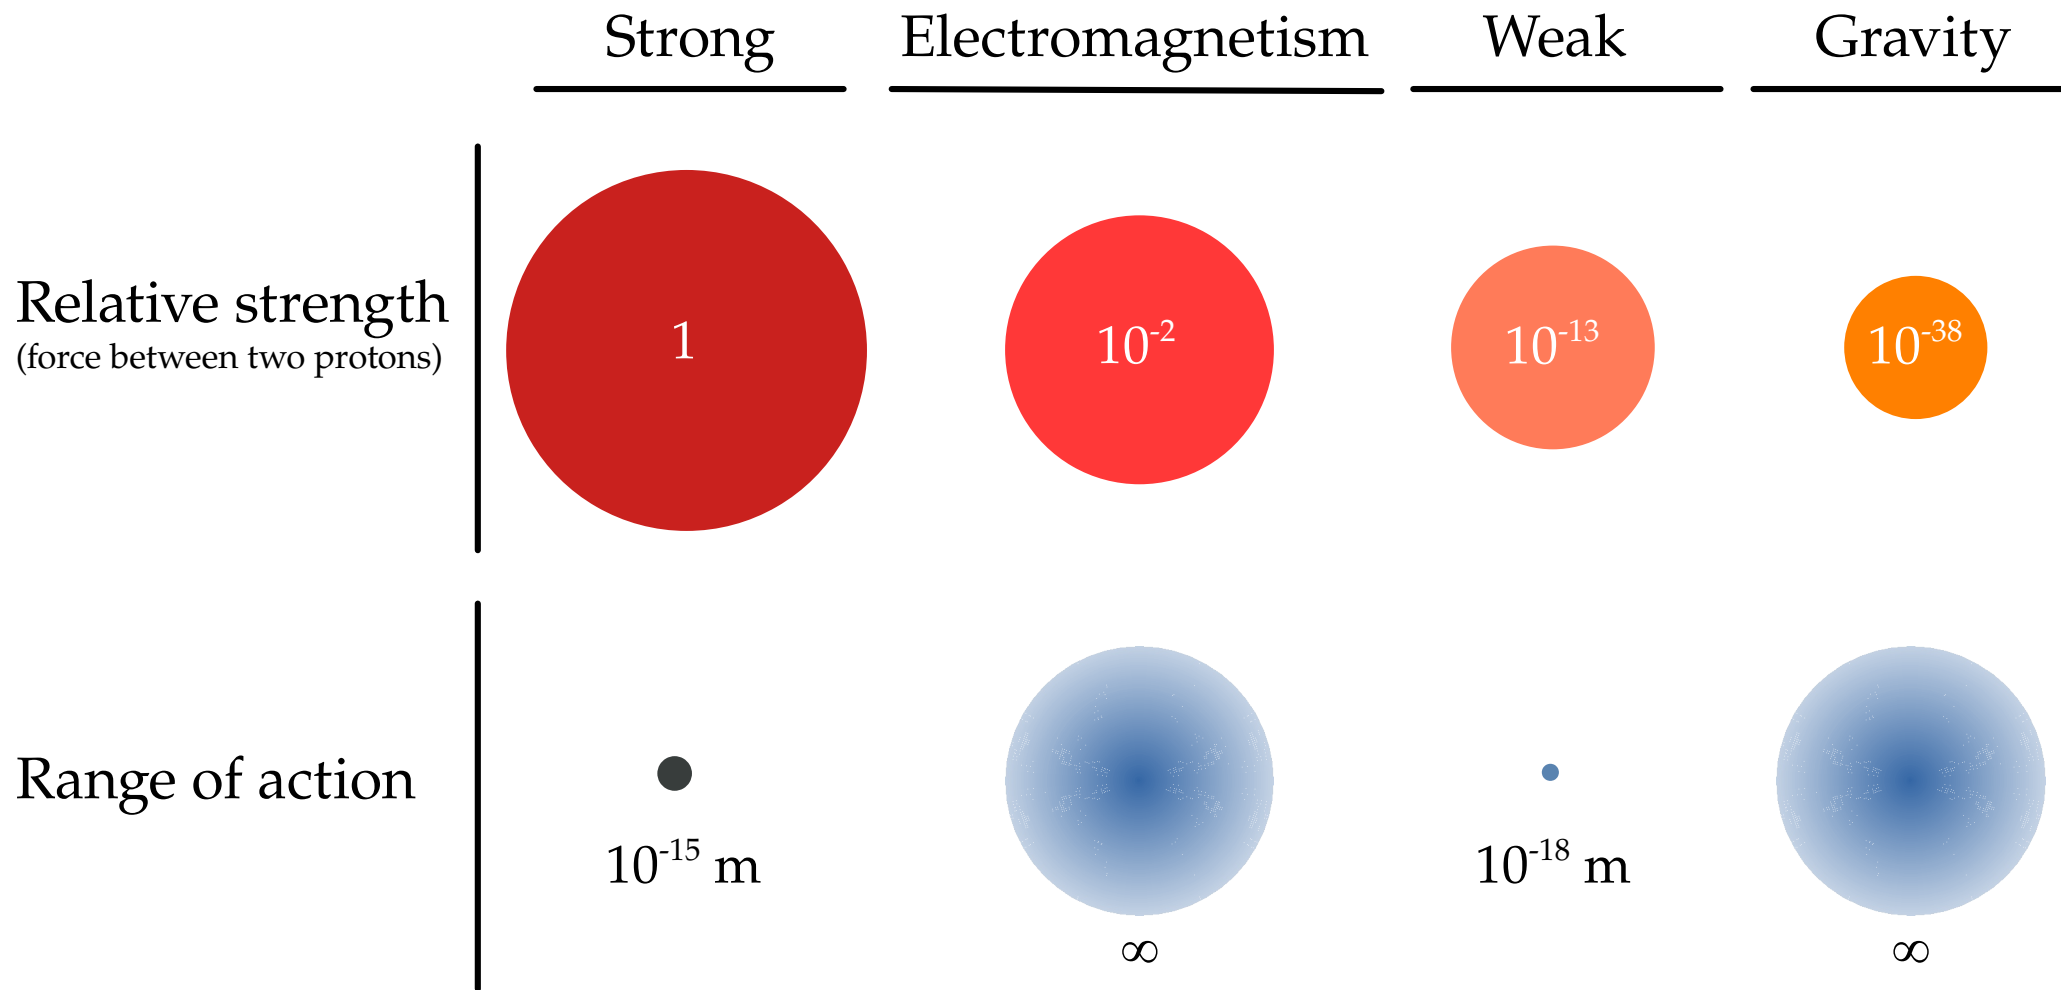 Strong Electromagnetism Weak Gravity
Relative strength
(force between two protons)
1 10⁻² 10⁻¹³ 10⁻³⁸
Range of action
10⁻¹⁵ m 10⁻¹⁸ m
∞ ∞